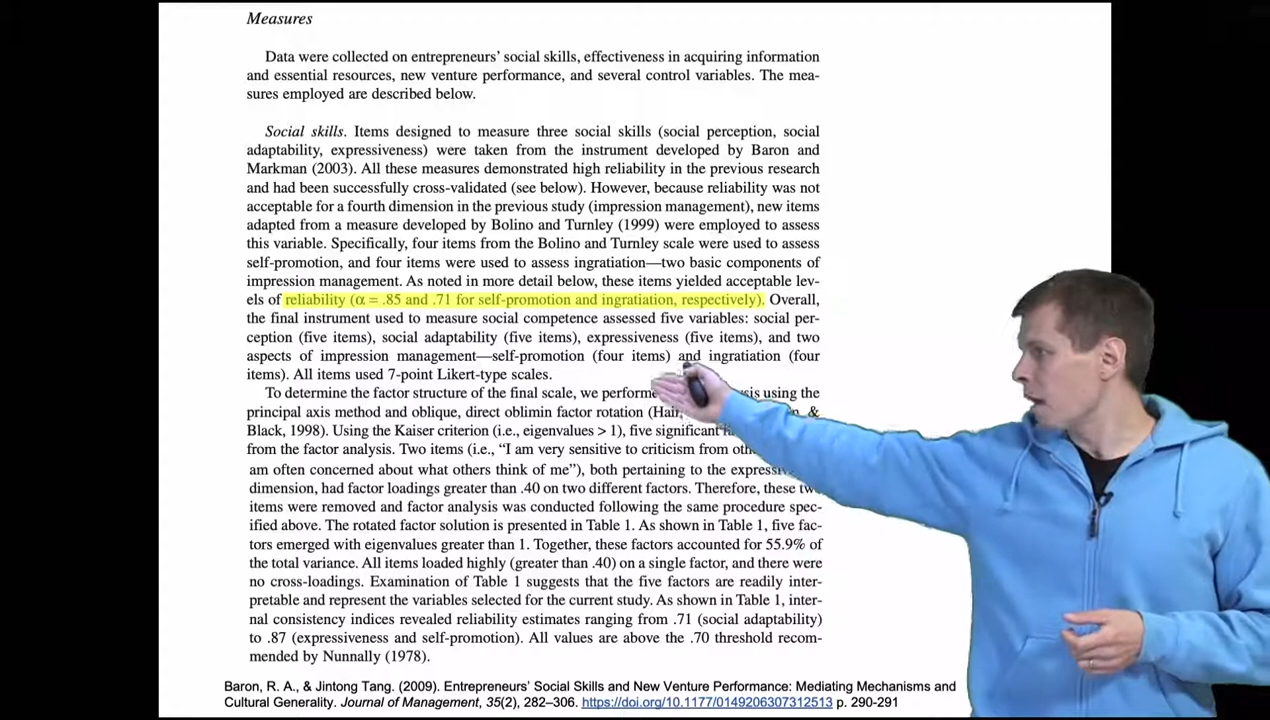 Measures
Data were collected on entrepreneurs' social skills, effectiveness in acquiring information
and essential resources, new venture performance, and several control variables. The mea-
sures employed are described below.
Social skills. Items designed to measure three social skills (social perception, social
adaptability, expressiveness) were taken from the instrument developed by Baron and
Markman (2003). All these measures demonstrated high reliability in the previous research
and had been successfully cross-validated (see below). However, because reliability was not
acceptable for a fourth dimension in the previous study (impression management), new items
adapted from a measure developed by Bolino and Turnley (1999) were employed to assess
this variable. Specifically, four items from the Bolino and Turnley scale were used to assess
self-promotion, and four items were used to assess ingratiation—two basic components of
impression management. As noted in more detail below, these items yielded acceptable lev-
els of reliability (α = .85 and .71 for self-promotion and ingratiation, respectively). Overall,
the final instrument used to measure social competence assessed five variables: social per-
ception (five items), social adaptability (five items), expressiveness (five items), and two
aspects of impression management—self-promotion (four items) and ingratiation (four
items). All items used 7-point Likert-type scales.
To determine the factor structure of the final scale, we performe using the
principal axis method and oblique, direct oblimin factor rotation (Hair, &
Black, 1998). Using the Kaiser criterion (i.e., eigenvalues > 1), five significant
from the factor analysis. Two items (i.e., “I am very sensitive to criticism from
am often concerned about what others think of me”), both pertaining to the
dimension, had factor loadings greater than .40 on two different factors. Therefore, these
items were removed and factor analysis was conducted following the same procedure spec-
ified above. The rotated factor solution is presented in Table 1. As shown in Table 1, five fac-
tors emerged with eigenvalues greater than 1. Together, these factors accounted for 55.9% of
the total variance. All items loaded highly (greater than .40) on a single factor, and there were
no cross-loadings. Examination of Table 1 suggests that the five factors are readily inter-
pretable and represent the variables selected for the current study. As shown in Table 1, inter-
nal consistency indices revealed reliability estimates ranging from .71 (social adaptability)
to .87 (expressiveness and self-promotion). All values are above the .70 threshold recom-
mended by Nunnally (1978).
Baron, R. A., & Jintong Tang. (2009). Entrepreneurs' Social Skills and New Venture Performance: Mediating Mechanisms and
Cultural Generality. Journal of Management, 35(2), 282–306. https://doi.org/10.1177/0149206307312513 p. 290-291